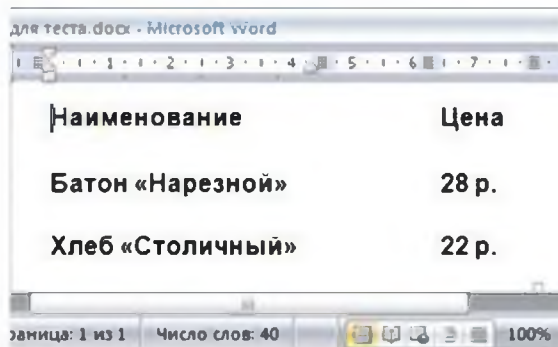 для теста.docx - Microsoft Word
1 2 3 4 5 6 7
Наименование Цена
Батон «Нарезной» 28 р.
Хлеб «Столичный» 22 р.
раница: 1 из 1 Число слов: 40 100%